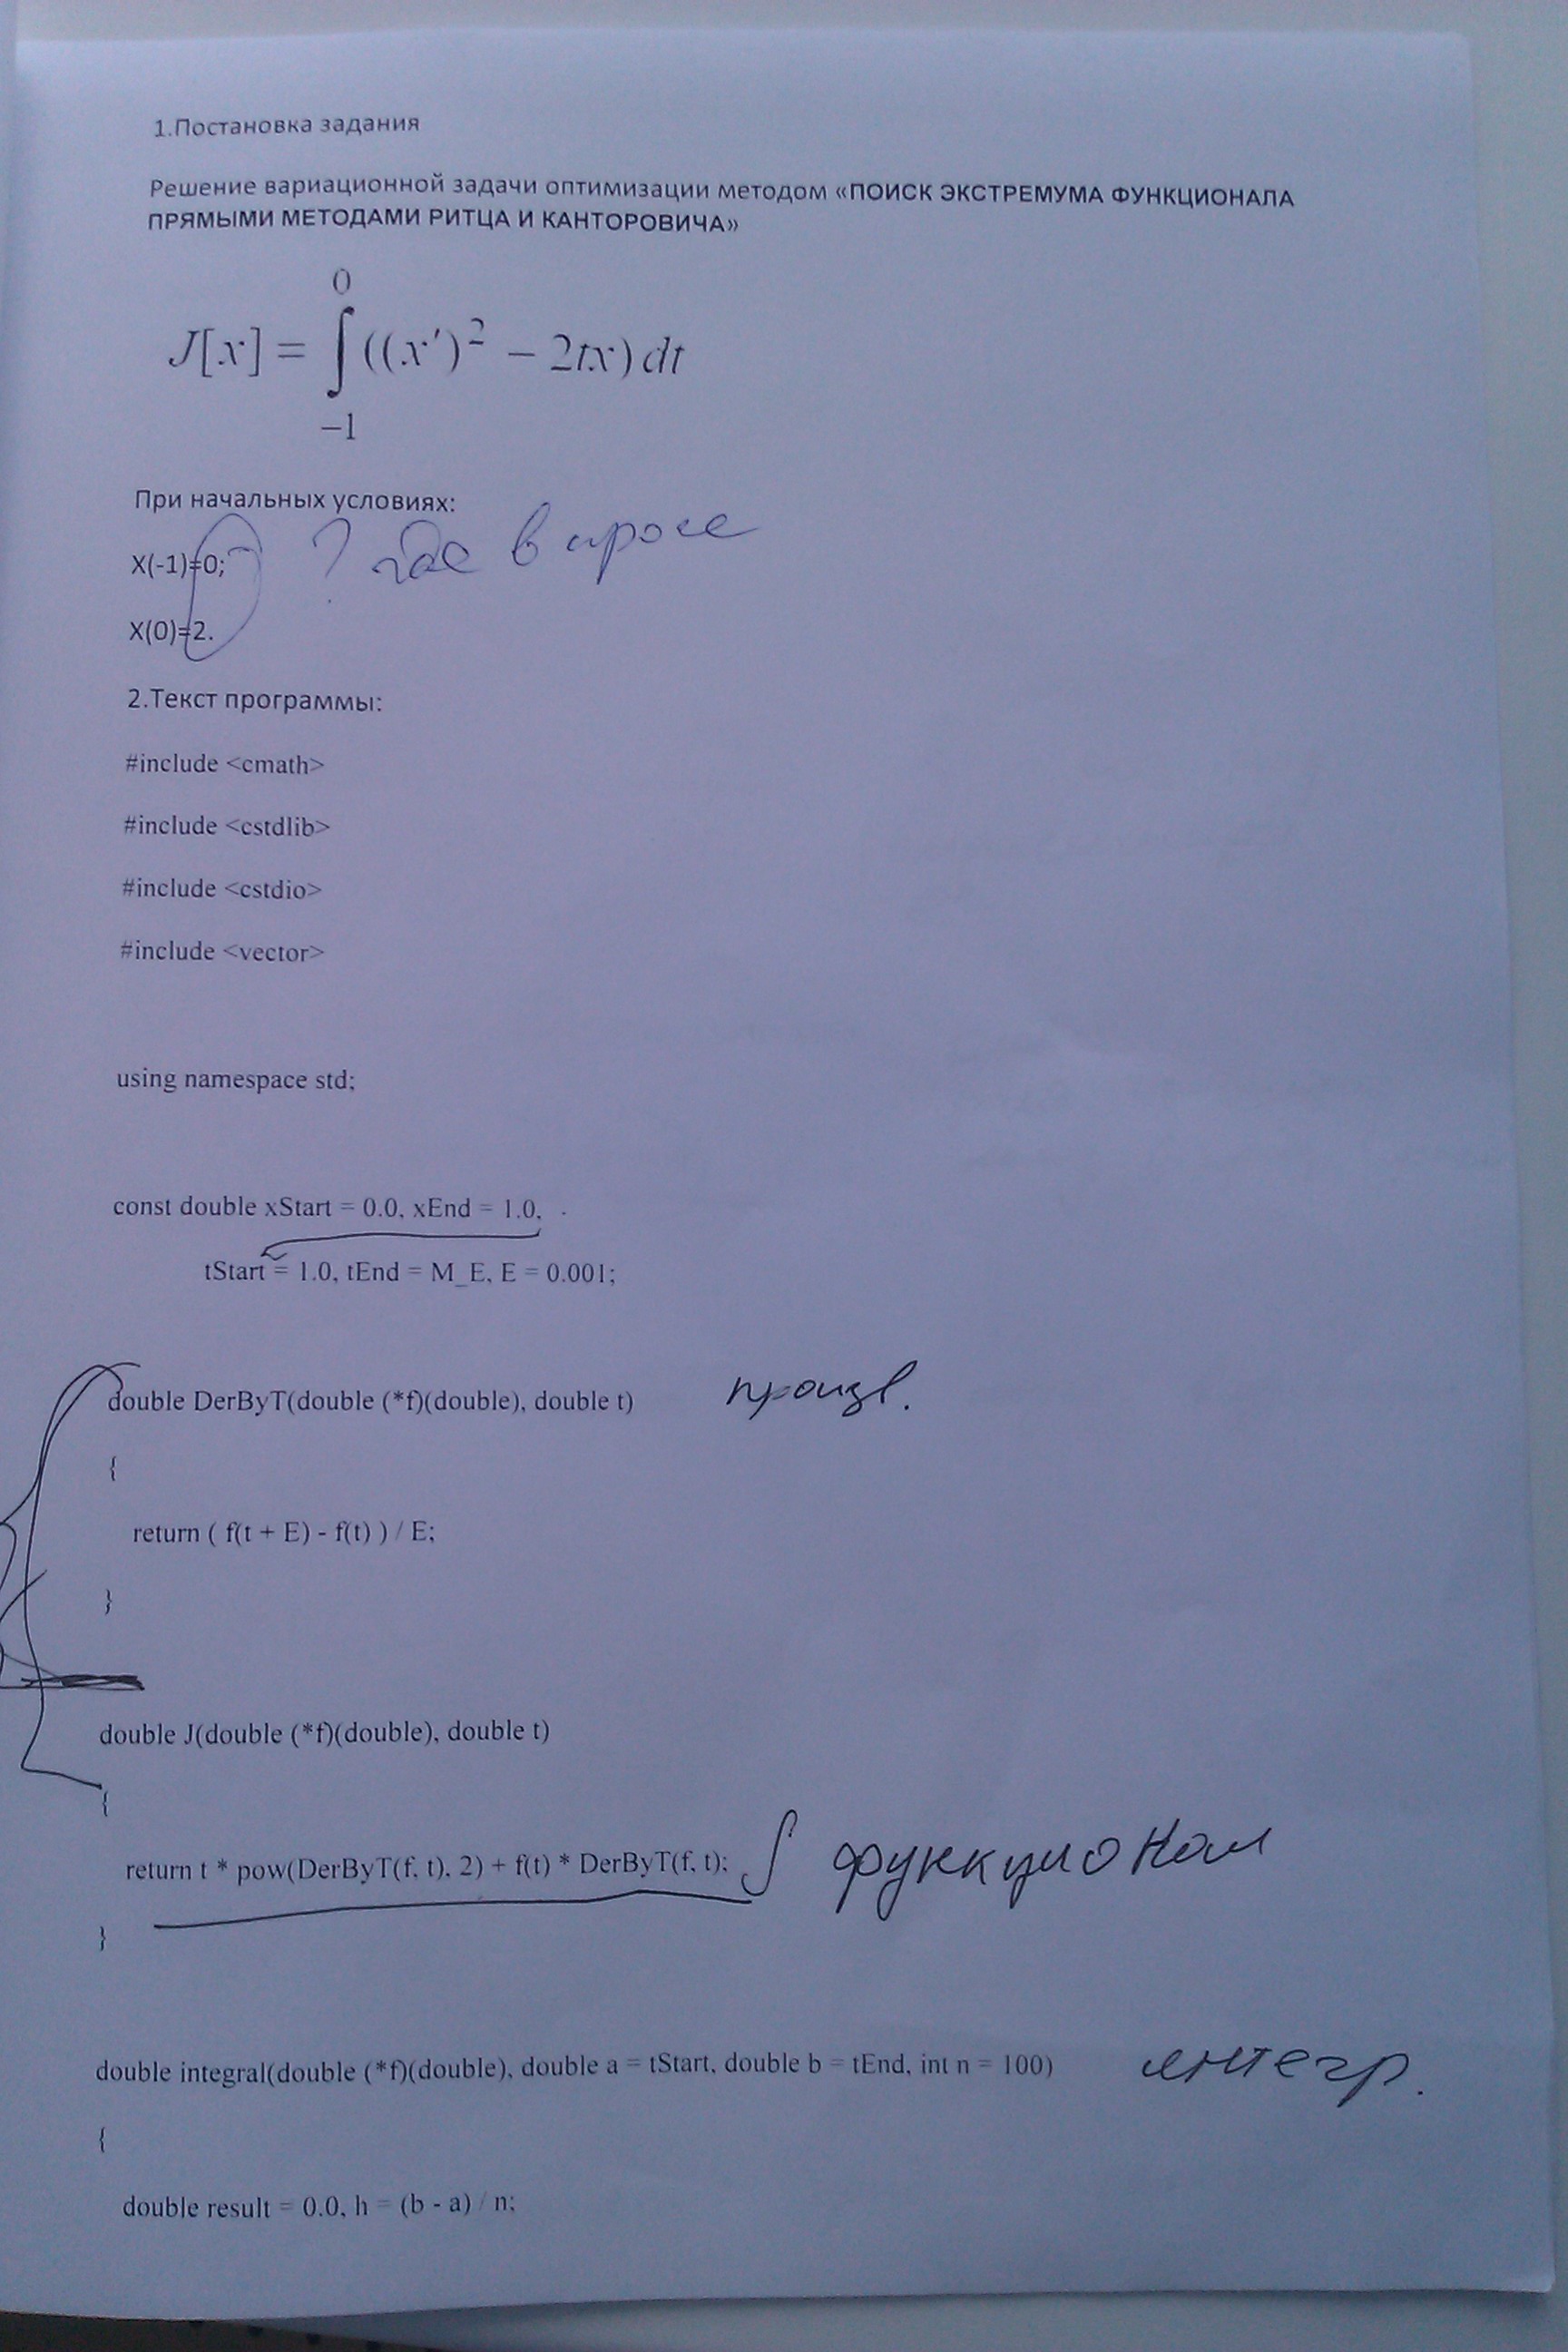 1.Постановка задания
Решение вариационной задачи оптимизации методом «ПОИСК ЭКСТРЕМУМА ФУНКЦИОНАЛА
ПРЯМЫМИ МЕТОДАМИ РИТЦА И КАНТОРОВИЧА»
0
J[x] = ∫((x′)² − 2tx) dt
−1
При начальных условиях:
X(-1)=0; ? где в
X(0)=2.
2.Текст программы:
#include <cmath>
#include <cstdlib>
#include <cstdio>
#include <vector>
using namespace std;
const double xStart = 0.0, xEnd = 1.0,
tStart = 1.0, tEnd = M_E, E = 0.001;
double DerByT(double (*f)(double), double t) произв.
{
return ( f(t + E) - f(t) ) / E;
}
double J(double (*f)(double), double t)
{
return t * pow(DerByT(f, t), 2) + f(t) * DerByT(f, t); ∫ функционал
}
double integral(double (*f)(double), double a = tStart, double b = tEnd, int n = 100) интегр.
{
double result = 0.0, h = (b - a) / n;